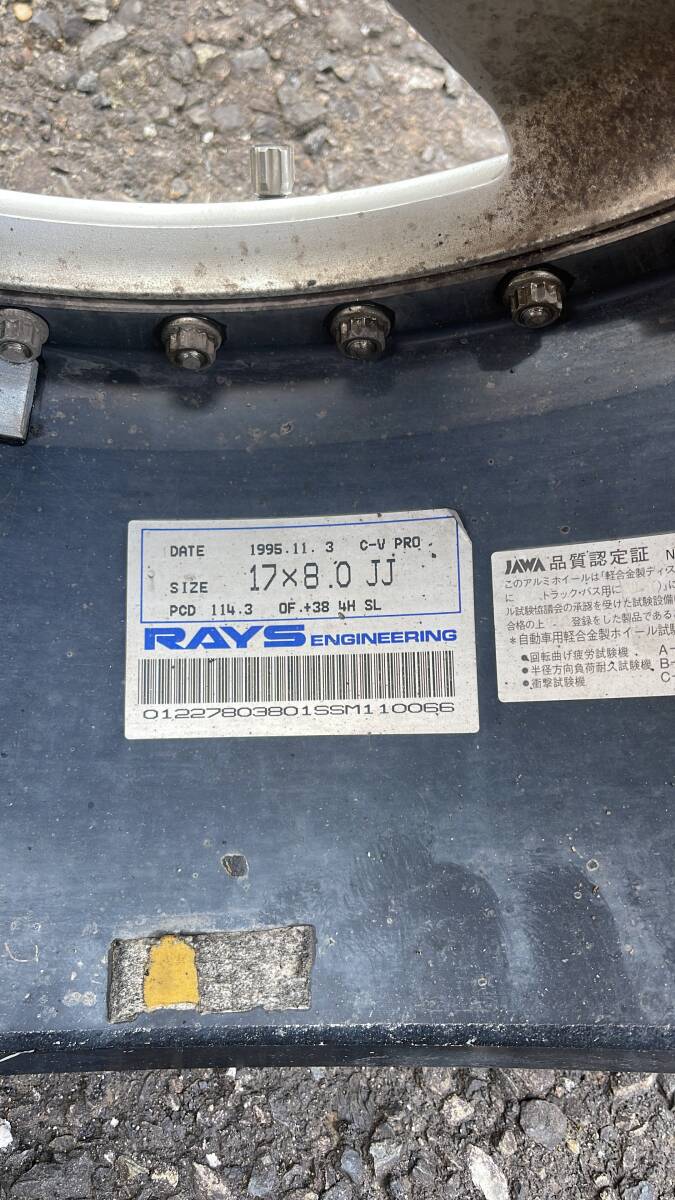 DATE 1995.11. 3 C-V PRO
SIZE 17×8.0 JJ
PCD 114.3 OF.+38 4H SL
RAYS ENGINEERING
01227803801SSM110066
JAWA 品質認定証 N
このアルミホイールは「軽合金製ディス
に トラック・バス用に )」に
ル試験協議会の承認を受けた試験設備
合格の上 . 登録をした製品である
*自動車用軽合金製ホイール試
●回転曲げ疲労試験機 A-
●半径方向負荷耐久試験機 B-
●衝撃試験機 C-